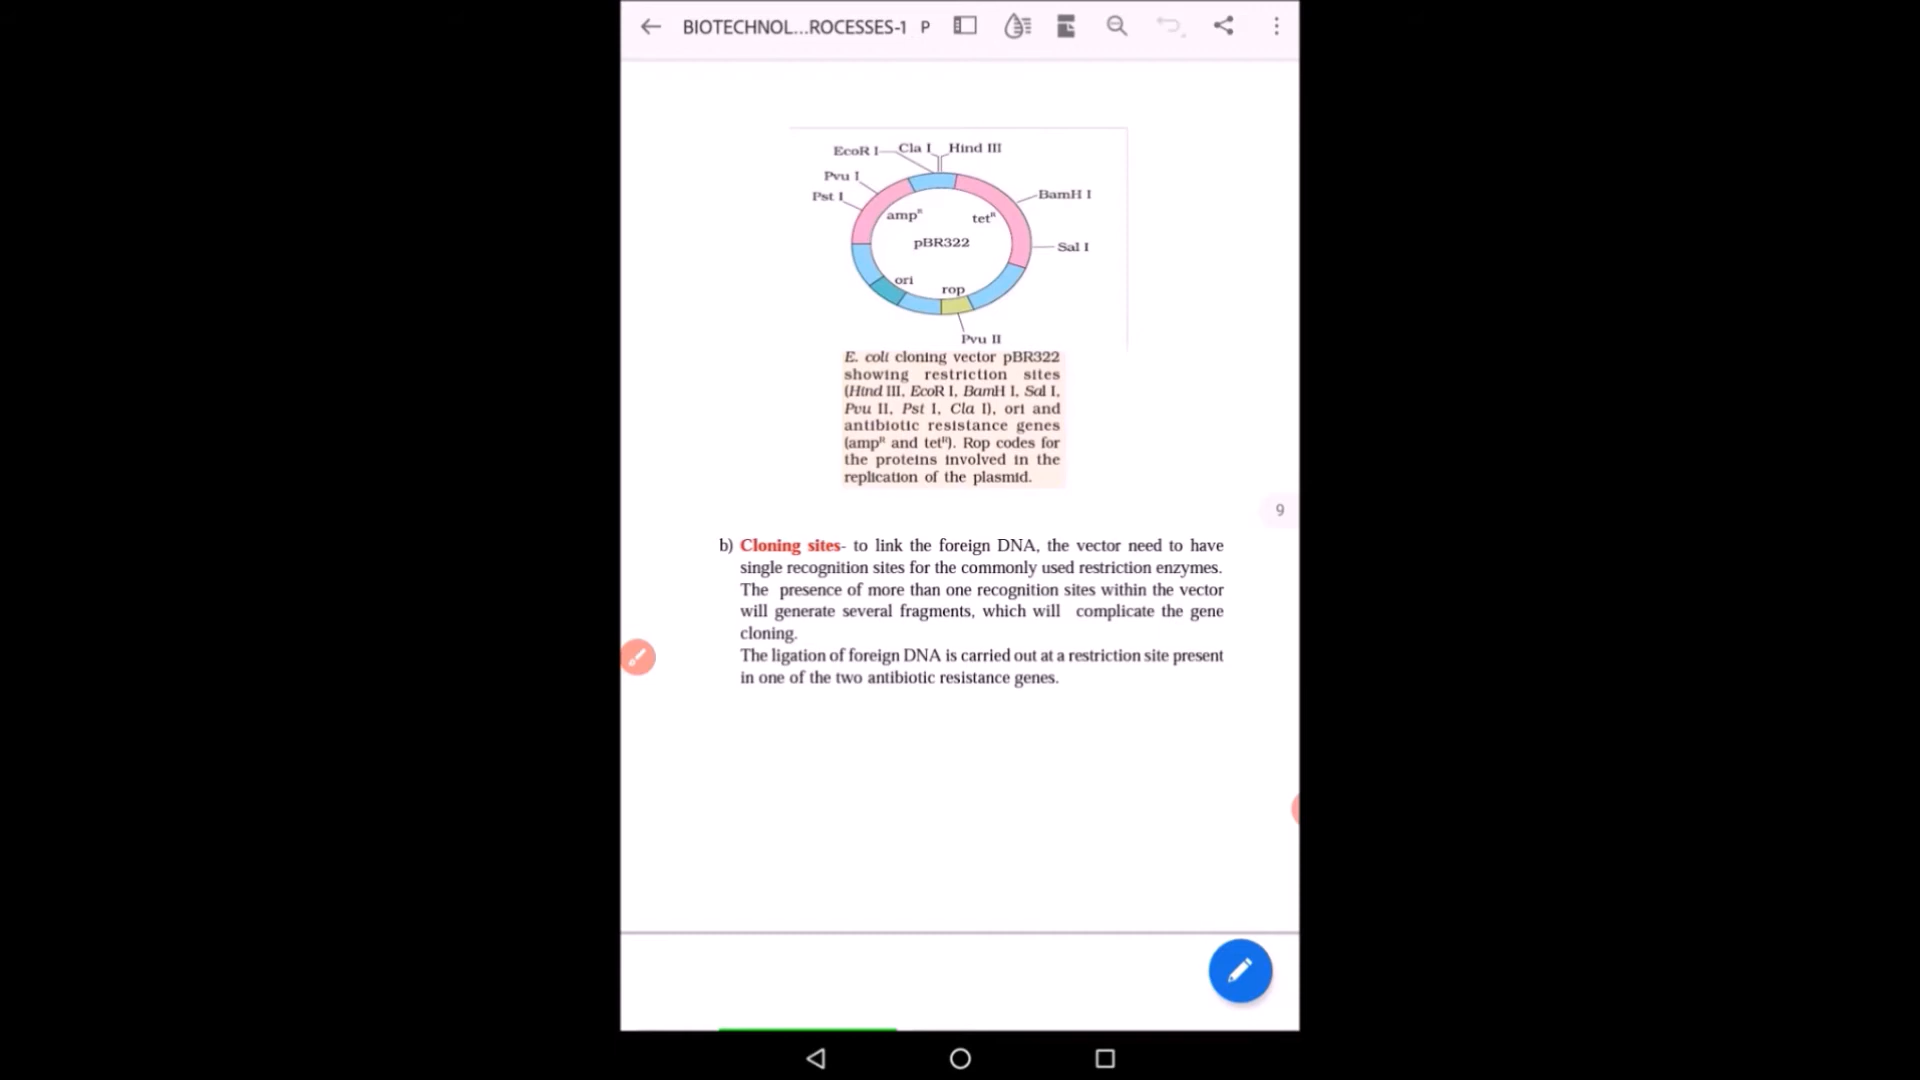 BIOTECHNOL...ROCESSES-1 P
EcoR I
Cla I
Hind III
Pvu I
Pst I
BamH I
ampR
tetR
pBR322
Sal I
ori
rop
Pvu II
E. coli cloning vector pBR322
showing restriction sites
(Hind III, EcoR I, BamH I, Sal I,
Pvu II, Pst I, Cla I), ori and
antibiotic resistance genes
(ampR and tetR). Rop codes for
the proteins involved in the
replication of the plasmid.
9
b) Cloning sites- to link the foreign DNA, the vector need to have
single recognition sites for the commonly used restriction enzymes.
The presence of more than one recognition sites within the vector
will generate several fragments, which will complicate the gene
cloning.
The ligation of foreign DNA is carried out at a restriction site present
in one of the two antibiotic resistance genes.